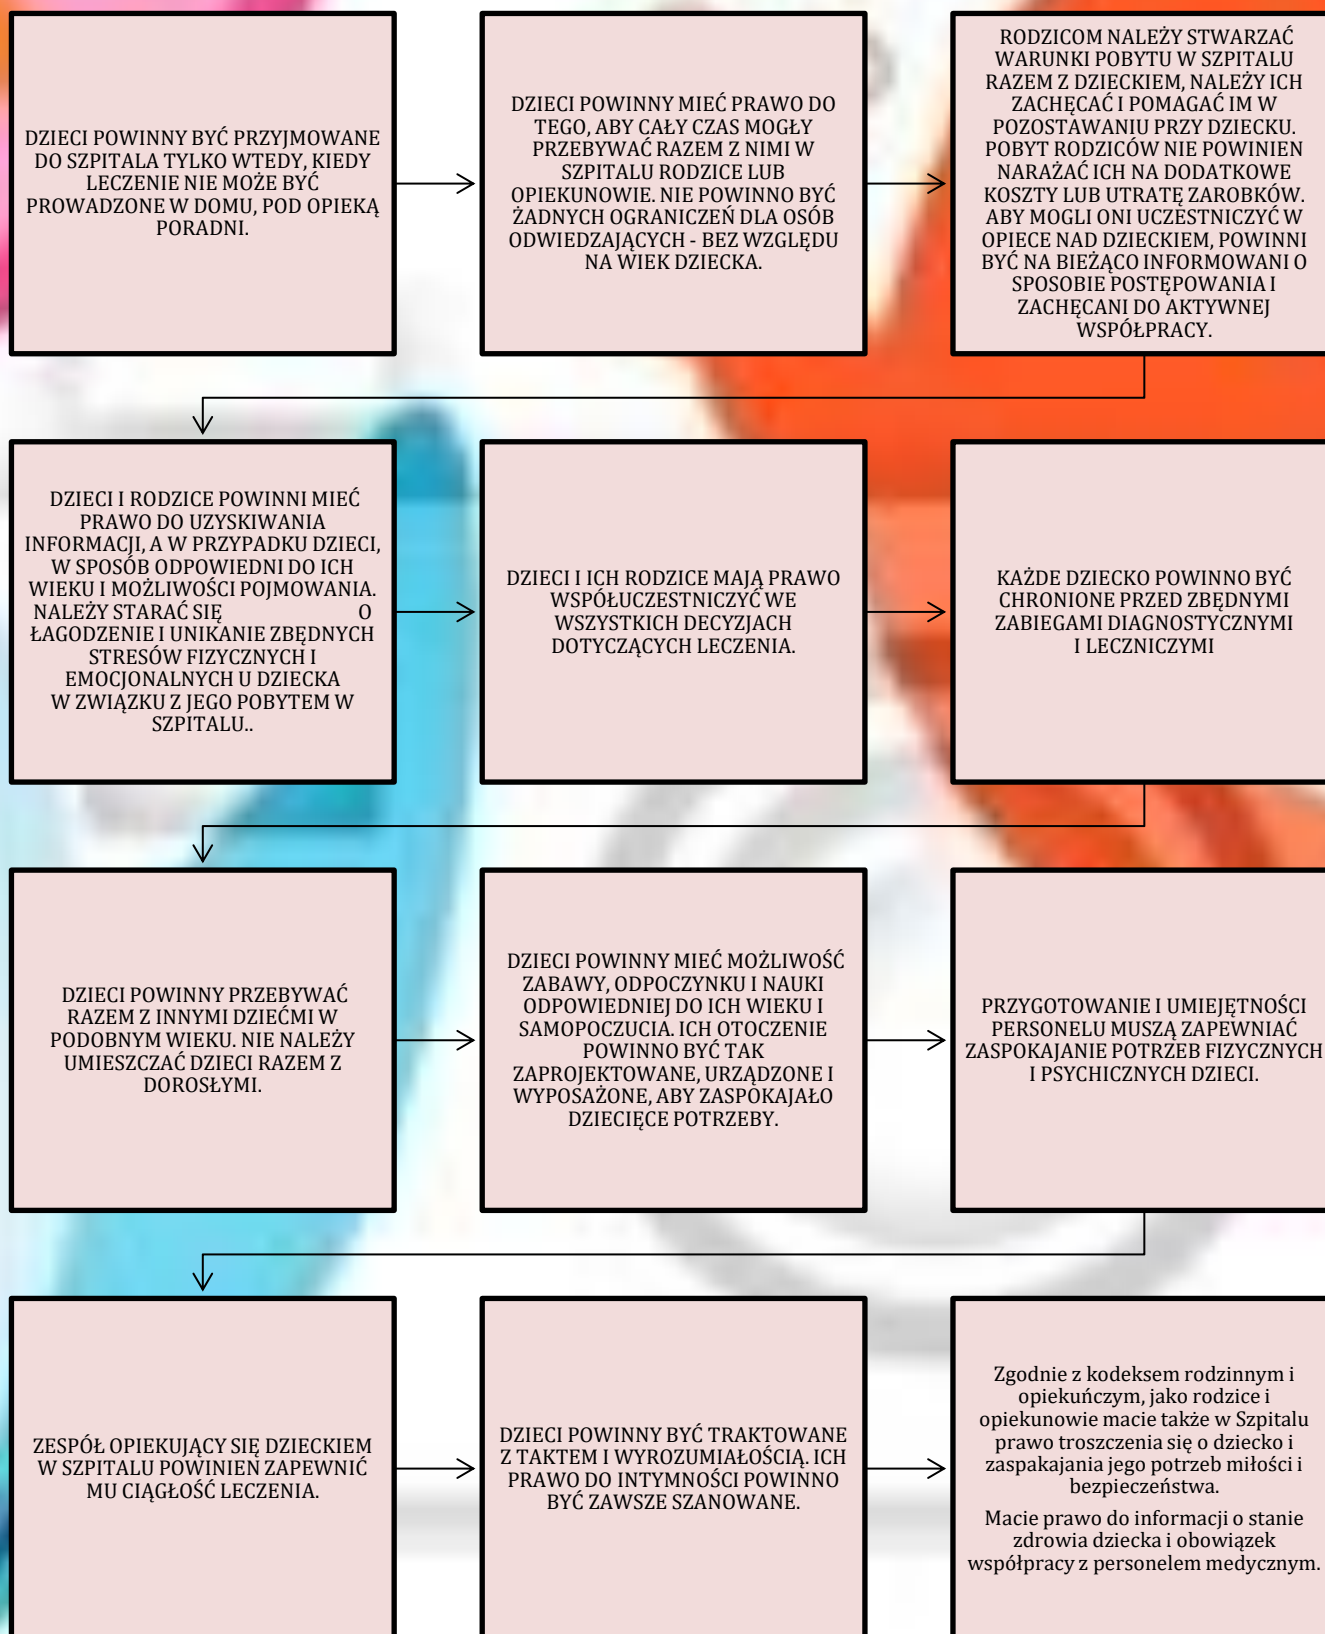 DZIECI POWINNY BYĆ PRZYJMOWANE
DO SZPITALA TYLKO WTEDY, KIEDY
LECZENIE NIE MOŻE BYĆ
PROWADZONE W DOMU, POD OPIEKĄ
PORADNI.
DZIECI POWINNY MIEĆ PRAWO DO
TEGO, ABY CAŁY CZAS MOGŁY
PRZEBYWAĆ RAZEM Z NIMI W
SZPITALU RODZICE LUB
OPIEKUNOWIE. NIE POWINNO BYĆ
ŻADNYCH OGRANICZEŃ DLA OSÓB
ODWIEDZAJĄCYCH - BEZ WZGLĘDU
NA WIEK DZIECKA.
RODZICOM NALEŻY STWARZAĆ
WARUNKI POBYTU W SZPITALU
RAZEM Z DZIECKIEM, NALEŻY ICH
ZACHĘCAĆ I POMAGAĆ IM W
POZOSTAWANIU PRZY DZIECKU.
POBYT RODZICÓW NIE POWINIEN
NARAŻAĆ ICH NA DODATKOWE
KOSZTY LUB UTRATĘ ZAROBKÓW.
ABY MOGLI ONI UCZESTNICZYĆ W
OPIECE NAD DZIECKIEM, POWINNI
BYĆ NA BIEŻĄCO INFORMOWANI O
SPOSOBIE POSTĘPOWANIA I
ZACHĘCANI DO AKTYWNEJ
WSPÓŁPRACY.
DZIECI I RODZICE POWINNI MIEĆ
PRAWO DO UZYSKIWANIA
INFORMACJI, A W PRZYPADKU DZIECI,
W SPOSÓB ODPOWIEDNI DO ICH
WIEKU I MOŻLIWOŚCI POJMOWANIA.
NALEŻY STARAĆ SIĘ O
ŁAGODZENIE I UNIKANIE ZBĘDNYCH
STRESÓW FIZYCZNYCH I
EMOCJONALNYCH U DZIECKA
W ZWIĄZKU Z JEGO POBYTEM W
SZPITALU..
DZIECI I ICH RODZICE MAJĄ PRAWO
WSPÓŁUCZESTNICZYĆ WE
WSZYSTKICH DECYZJACH
DOTYCZĄCYCH LECZENIA.
KAŻDE DZIECKO POWINNO BYĆ
CHRONIONE PRZED ZBĘDNYMI
ZABIEGAMI DIAGNOSTYCZNYMI
I LECZNICZYMI
DZIECI POWINNY PRZEBYWAĆ
RAZEM Z INNYMI DZIEĆMI W
PODOBNYM WIEKU. NIE NALEŻY
UMIESZCZAĆ DZIECI RAZEM Z
DOROSŁYMI.
DZIECI POWINNY MIEĆ MOŻLIWOŚĆ
ZABAWY, ODPOCZYNKU I NAUKI
ODPOWIEDNIEJ DO ICH WIEKU I
SAMOPOCZUCIA. ICH OTOCZENIE
POWINNO BYĆ TAK
ZAPROJEKTOWANE, URZĄDZONE I
WYPOSAŻONE, ABY ZASPOKAJAŁO
DZIECIĘCE POTRZEBY.
PRZYGOTOWANIE I UMIEJĘTNOŚCI
PERSONELU MUSZĄ ZAPEWNIAĆ
ZASPOKAJANIE POTRZEB FIZYCZNYCH
I PSYCHICZNYCH DZIECI.
ZESPÓŁ OPIEKUJĄCY SIĘ DZIECKIEM
W SZPITALU POWINIEN ZAPEWNIĆ
MU CIĄGŁOŚĆ LECZENIA.
DZIECI POWINNY BYĆ TRAKTOWANE
Z TAKTEM I WYROZUMIAŁOŚCIĄ. ICH
PRAWO DO INTYMNOŚCI POWINNO
BYĆ ZAWSZE SZANOWANE.
Zgodnie z kodeksem rodzinnym i
opiekuńczym, jako rodzice i
opiekunowie macie także w Szpitalu
prawo troszczenia się o dziecko i
zaspakajania jego potrzeb miłości i
bezpieczeństwa.
Macie prawo do informacji o stanie
zdrowia dziecka i obowiązek
współpracy z personelem medycznym.